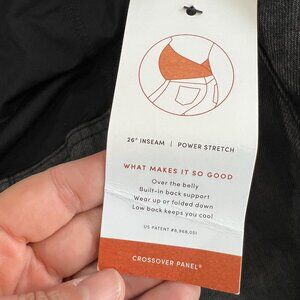 26" INSEAM | POWER STRETCH
WHAT MAKES IT SO GOOD
Over the belly
Built-in back support
Wear up or folded down
Low back keeps you cool
US PATENT #8,968,051
CROSSOVER PANEL®